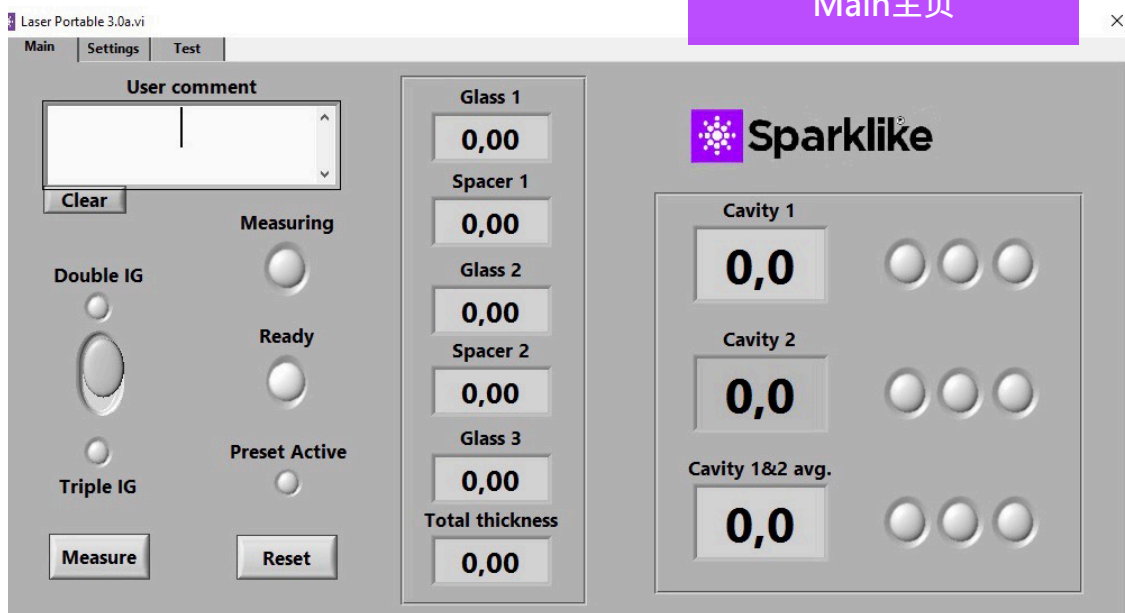 Main主页
Laser Portable 3.0a.vi
Main
Settings
Test
User comment
Clear
Measuring
Double IG
Ready
Preset Active
Triple IG
Measure
Reset
Glass 1
0,00
Spacer 1
0,00
Glass 2
0,00
Spacer 2
0,00
Glass 3
0,00
Total thickness
0,00
Sparklike®
Cavity 1
0,0
Cavity 2
0,0
Cavity 1&2 avg.
0,0